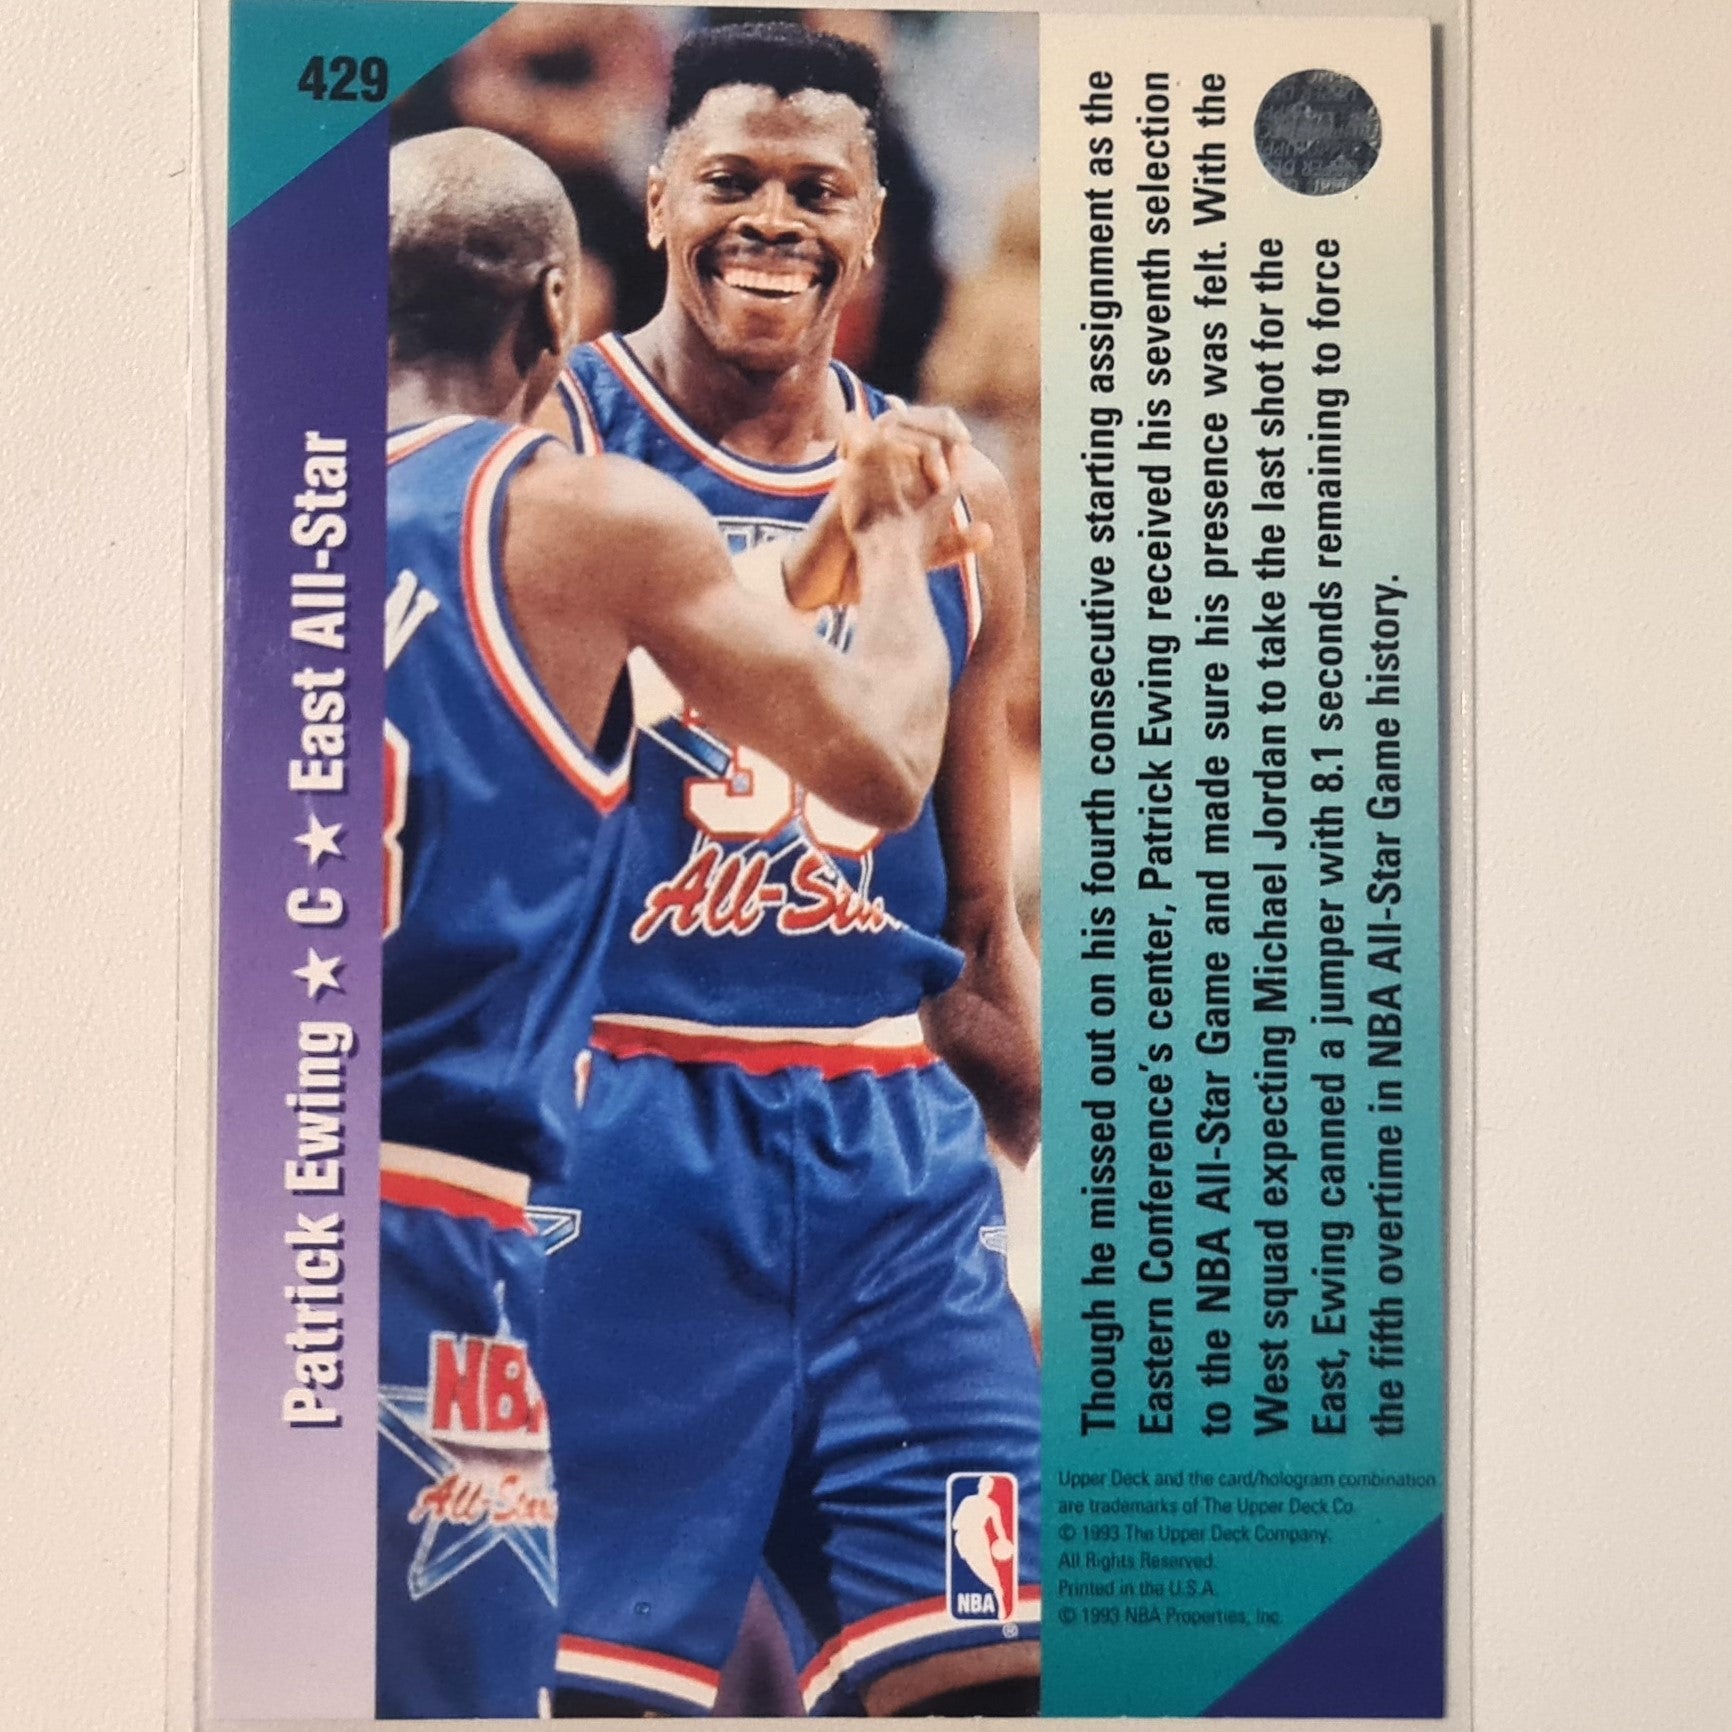 429
Patrick Ewing ★ C ★ East All-Star
Though he missed out on his fourth consecutive starting assignment as the
Eastern Conference's center, Patrick Ewing received his seventh selection
to the NBA All-Star Game and made sure his presence was felt. With the
West squad expecting Michael Jordan to take the last shot for the
East, Ewing canned a jumper with 8.1 seconds remaining to force
the fifth overtime in NBA All-Star Game history.
All-Star
NBA
All-Star
NBA
®
Upper Deck and the card/hologram combination
are trademarks of The Upper Deck Co.
© 1993 The Upper Deck Company.
All Rights Reserved.
Printed in the U.S.A.
© 1993 NBA Properties, Inc.